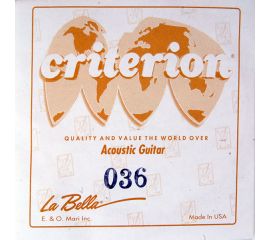 criterion®
QUALITY AND VALUE THE WORLD OVER
Acoustic Guitar
036
La Bella®
E. & O. Mari Inc.
Made in USA